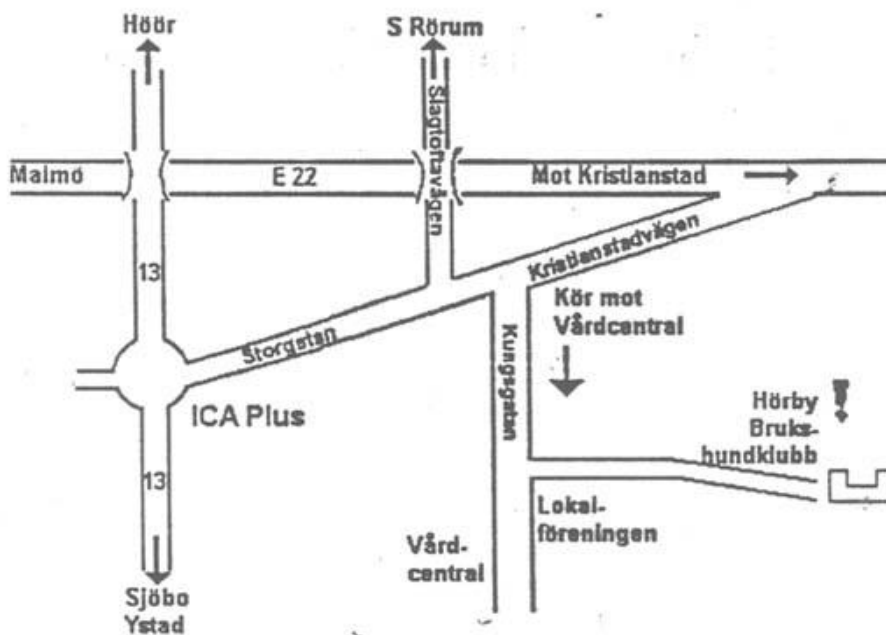 Höör
S Rörum
Slagtoftavägen
Malmö
E 22
Mot Kristianstad
13
Kristianstadvägen
Storgatan
Kör mot
Vårdcentral
Kungsgatan
ICA Plus
Hörby
Bruks-
hundklubb
13
Lokal-
föreningen
Vård-
central
Sjöbo
Ystad